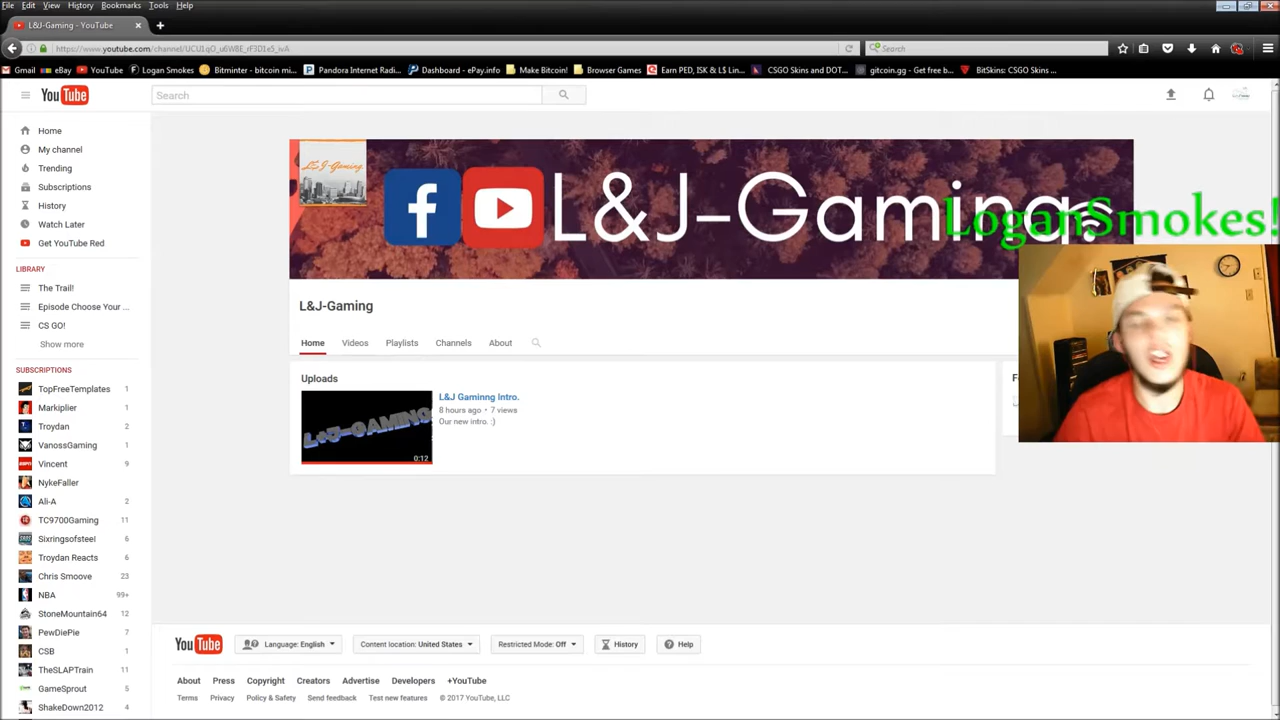 File Edit View History Bookmarks Tools Help
L&J-Gaming - YouTube
https://www.youtube.com/channel/UCU1qO_u6W8E_rF3D1e5_ivA
Search
Gmail eBay YouTube Logan Smokes Bitminter - bitcoin mi... Pandora Internet Radi... Dashboard - ePay.info Make Bitcoin! Browser Games Earn PED, ISK & L$ Lin... CSGO Skins and DOT... gitcoin.gg - Get free b... BitSkins: CSGO Skins ...
YouTube
Search
Home
My channel
Trending
Subscriptions
History
Watch Later
Get YouTube Red
LIBRARY
The Trail!
Episode Choose Your ...
CS GO!
Show more
SUBSCRIPTIONS
TopFreeTemplates 1
Markiplier 1
Troydan 2
VanossGaming 1
Vincent 9
NykeFaller
Ali-A 2
TC9700Gaming 11
Sixringsofsteel 6
Troydan Reacts 6
Chris Smoove 23
NBA 99+
StoneMountain64 12
PewDiePie 7
CSB 1
TheSLAPTrain 11
GameSprout 5
ShakeDown2012 4
L&J-Gaming
f L&J-Gaming.
LoganSmokes!
L&J-Gaming
Home Videos Playlists Channels About
Uploads
L&J-GAMING
0:12
L&J Gaminng Intro.
8 hours ago • 7 views
Our new intro. :)
YouTube Language: English Content location: United States Restricted Mode: Off History Help
About Press Copyright Creators Advertise Developers +YouTube
Terms Privacy Policy & Safety Send feedback Test new features © 2017 YouTube, LLC